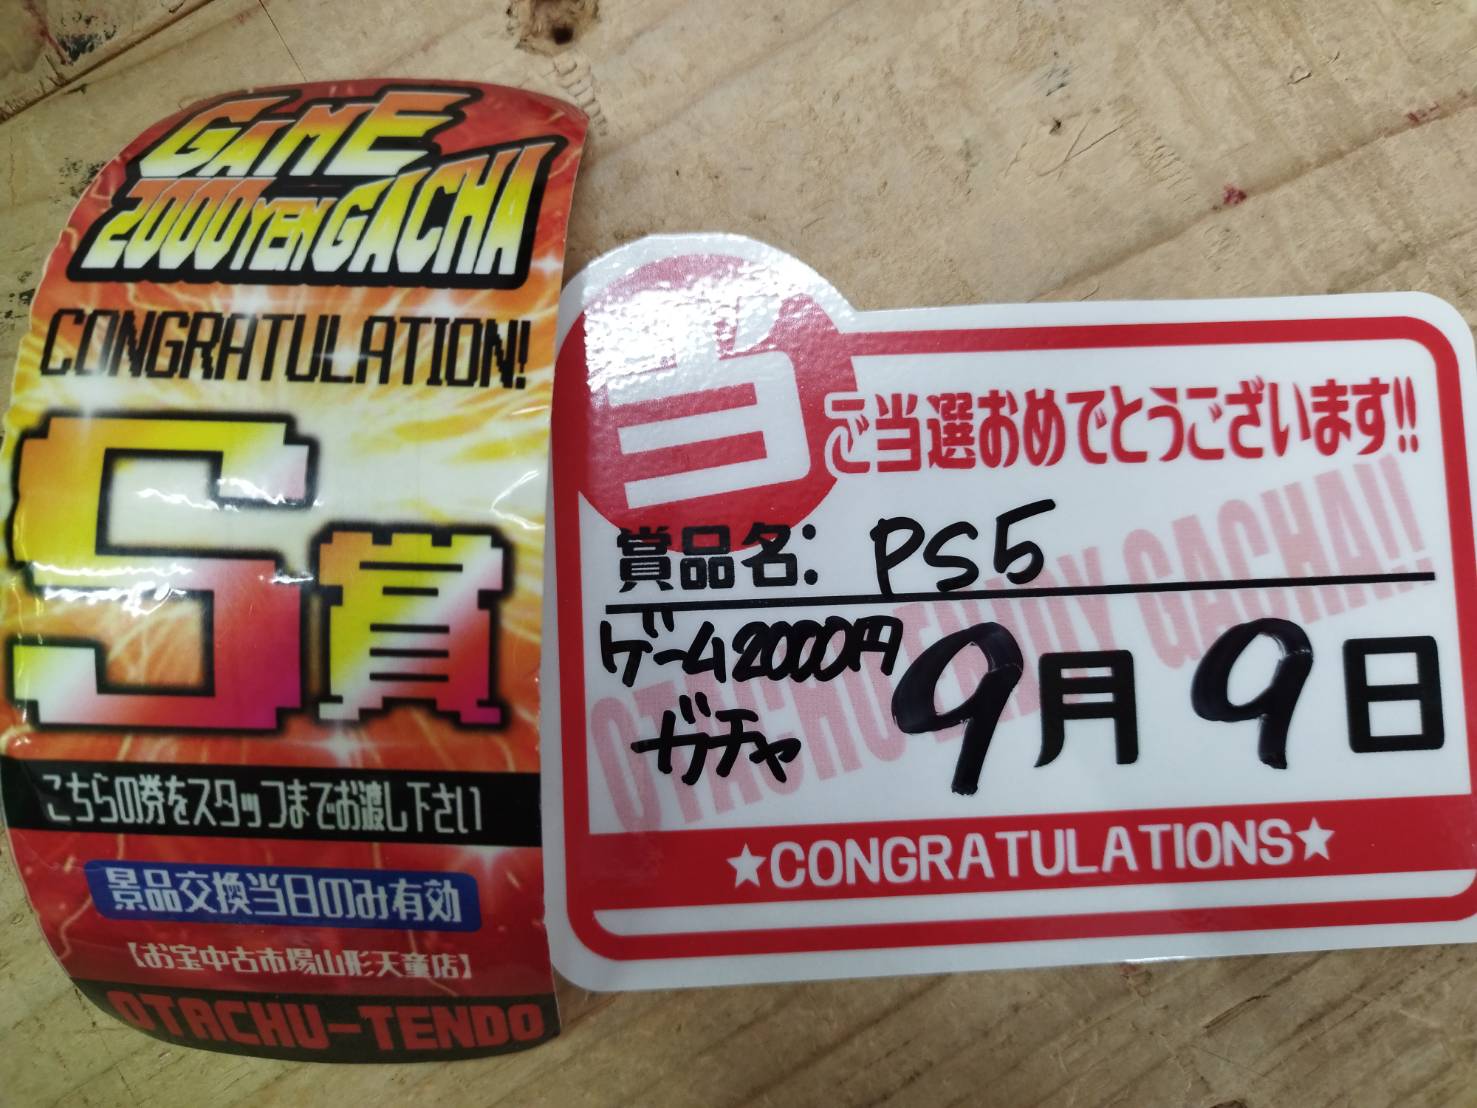 GAME
2000YEN GACHA
CONGRATULATION!
S賞
こちらの券をスタッフまでお渡し下さい
景品交換当日のみ有効
【お宝中古市場山形天童店】
OTACHU-TENDO
当
ご当選おめでとうございます!!
賞品名: PS5
ゲーム2000円
ガチャ
9月9日
★CONGRATULATIONS★